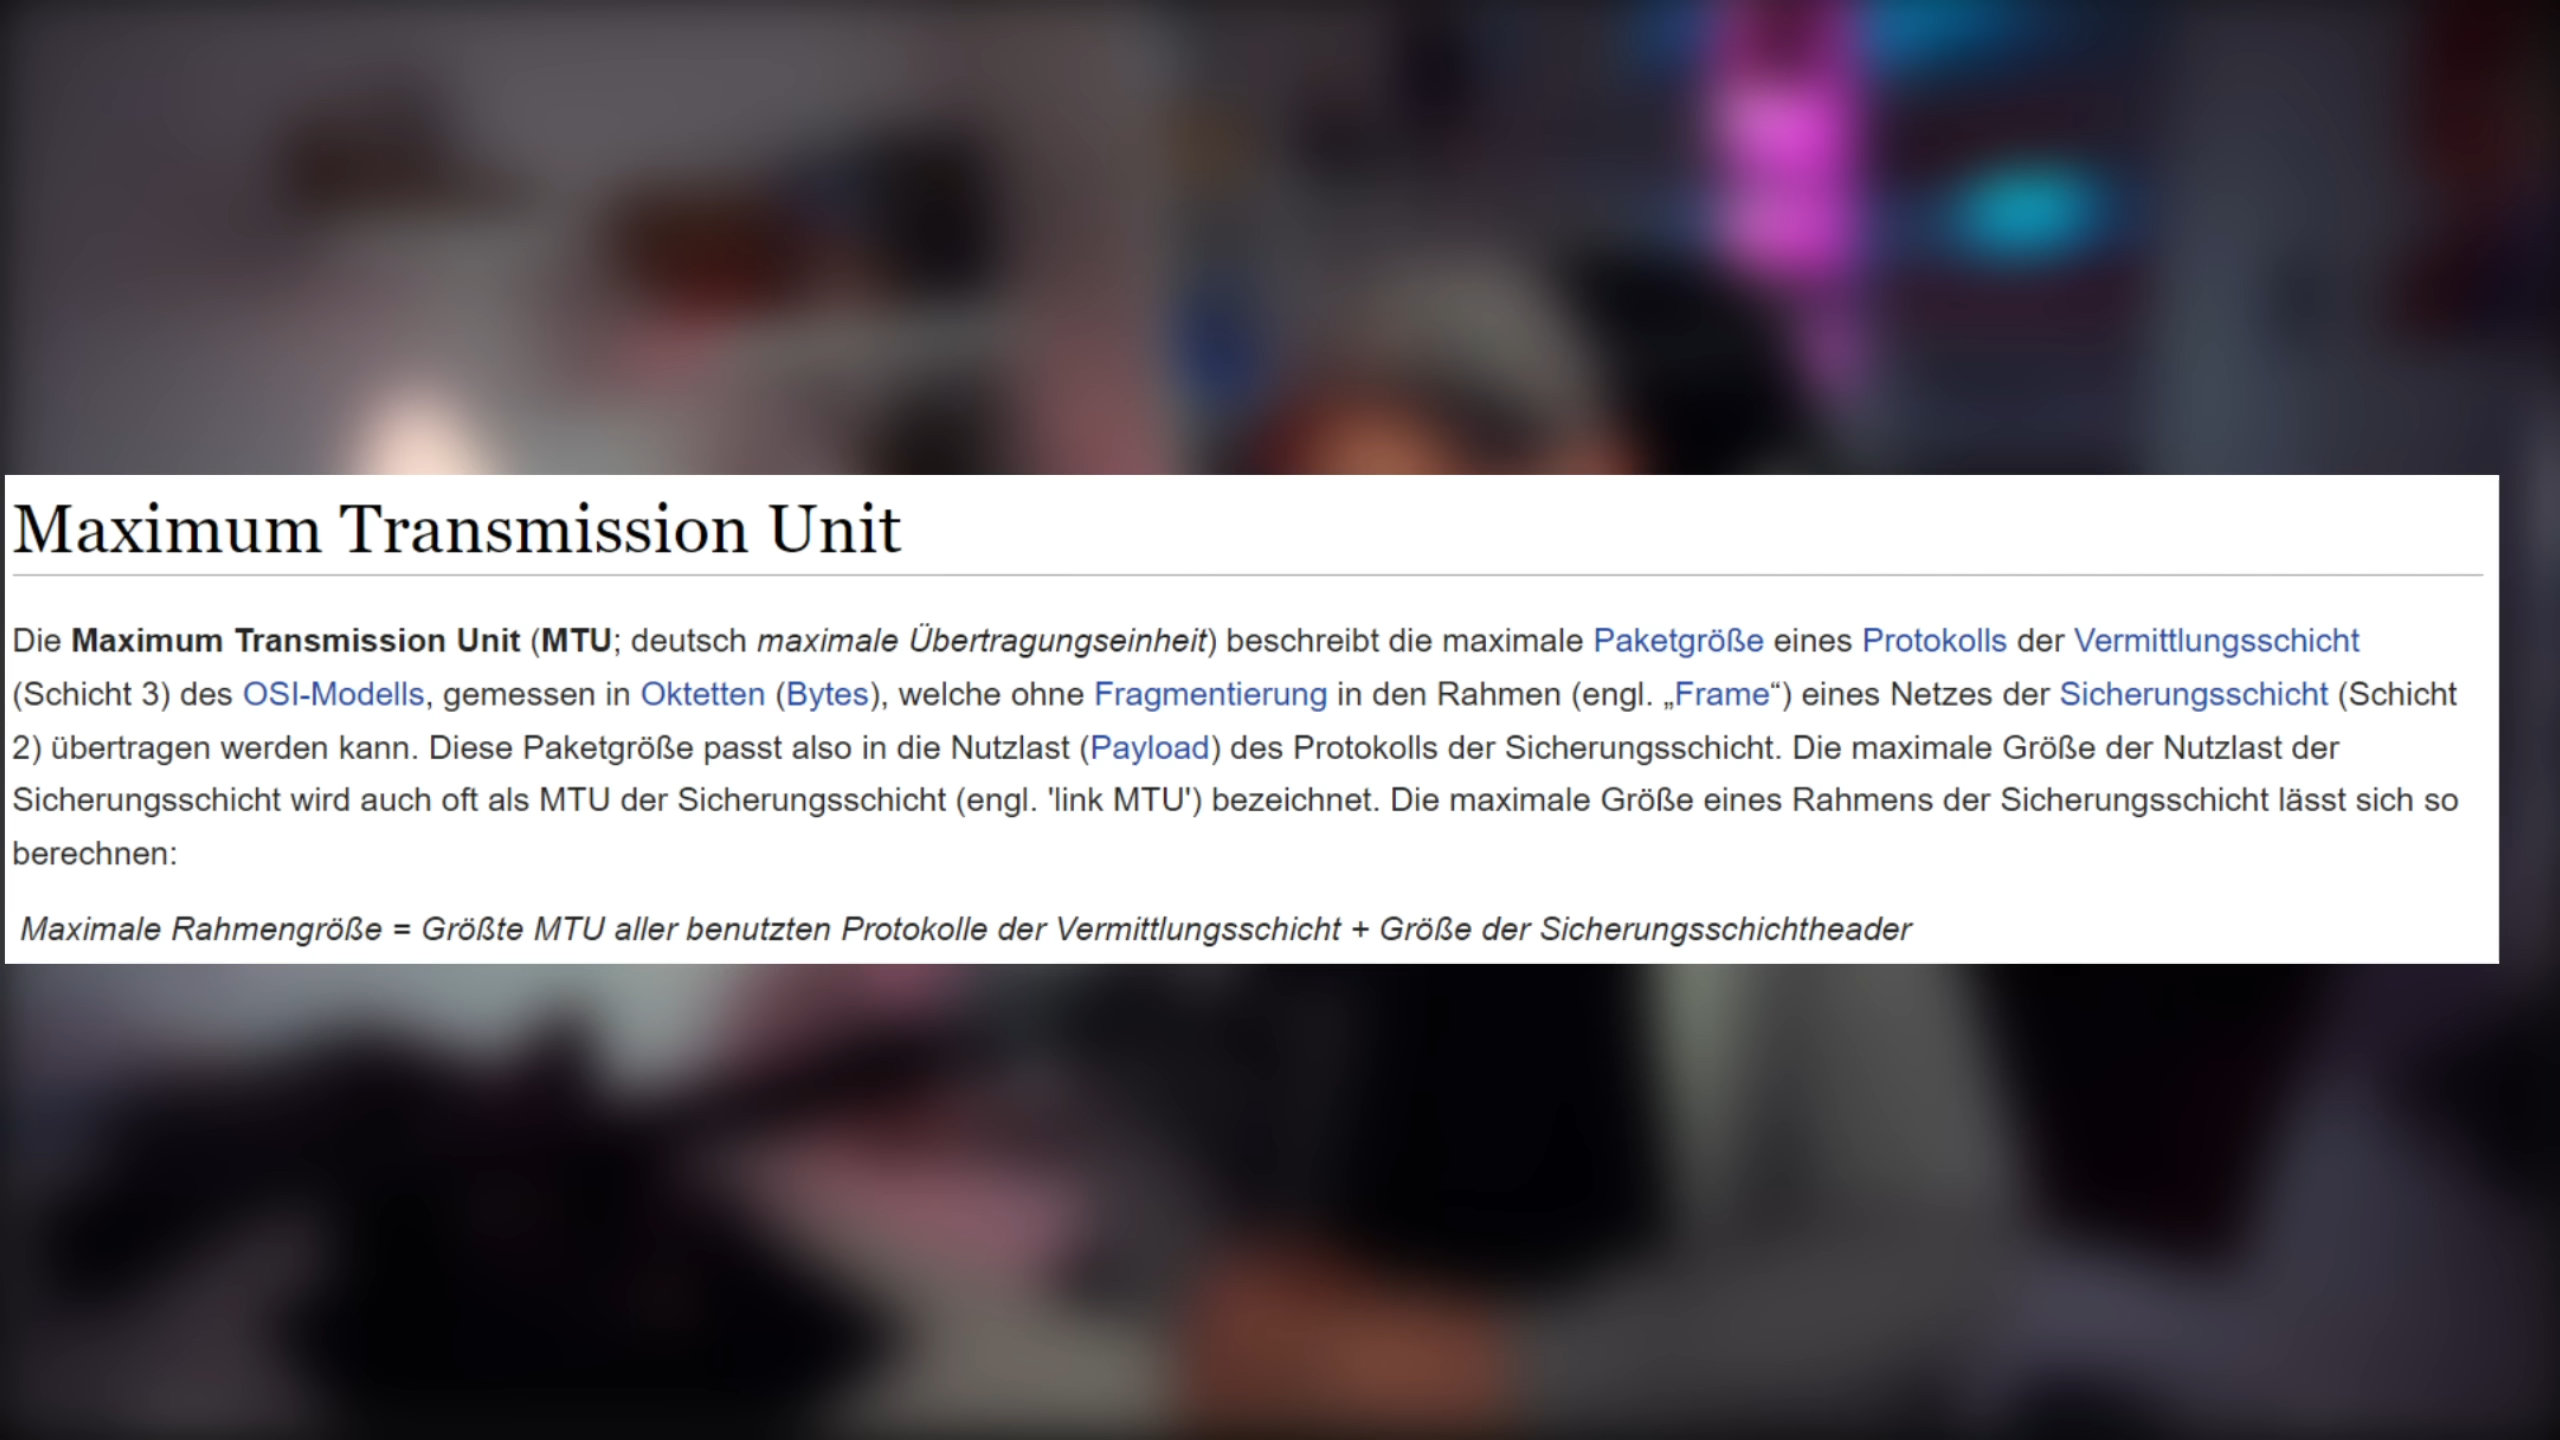 Maximum Transmission Unit
Die Maximum Transmission Unit (MTU; deutsch maximale Übertragungseinheit) beschreibt die maximale Paketgröße eines Protokolls der Vermittlungsschicht
(Schicht 3) des OSI-Modells, gemessen in Oktetten (Bytes), welche ohne Fragmentierung in den Rahmen (engl. „Frame“) eines Netzes der Sicherungsschicht (Schicht
2) übertragen werden kann. Diese Paketgröße passt also in die Nutzlast (Payload) des Protokolls der Sicherungsschicht. Die maximale Größe der Nutzlast der
Sicherungsschicht wird auch oft als MTU der Sicherungsschicht (engl. 'link MTU') bezeichnet. Die maximale Größe eines Rahmens der Sicherungsschicht lässt sich so
berechnen:
Maximale Rahmengröße = Größte MTU aller benutzten Protokolle der Vermittlungsschicht + Größe der Sicherungsschichtheader